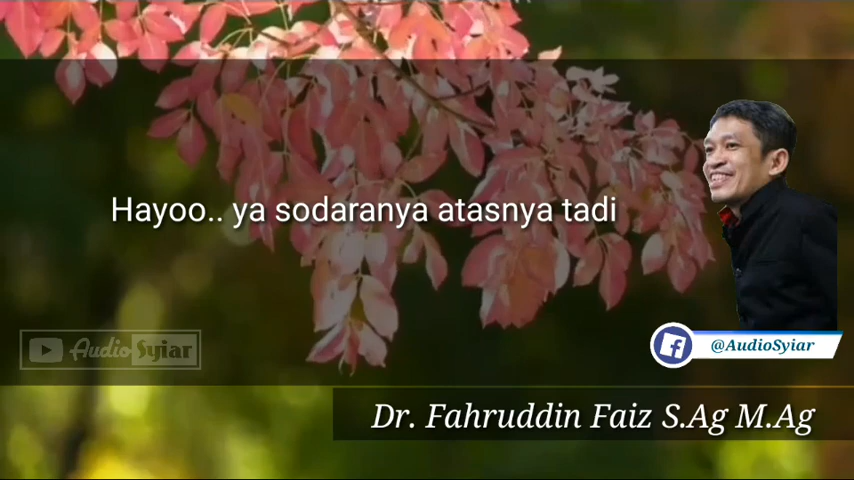 Hayoo.. ya sodaranya atasnya tadi
Audio Syiar
@AudioSyiar
Dr. Fahruddin Faiz S.Ag M.Ag